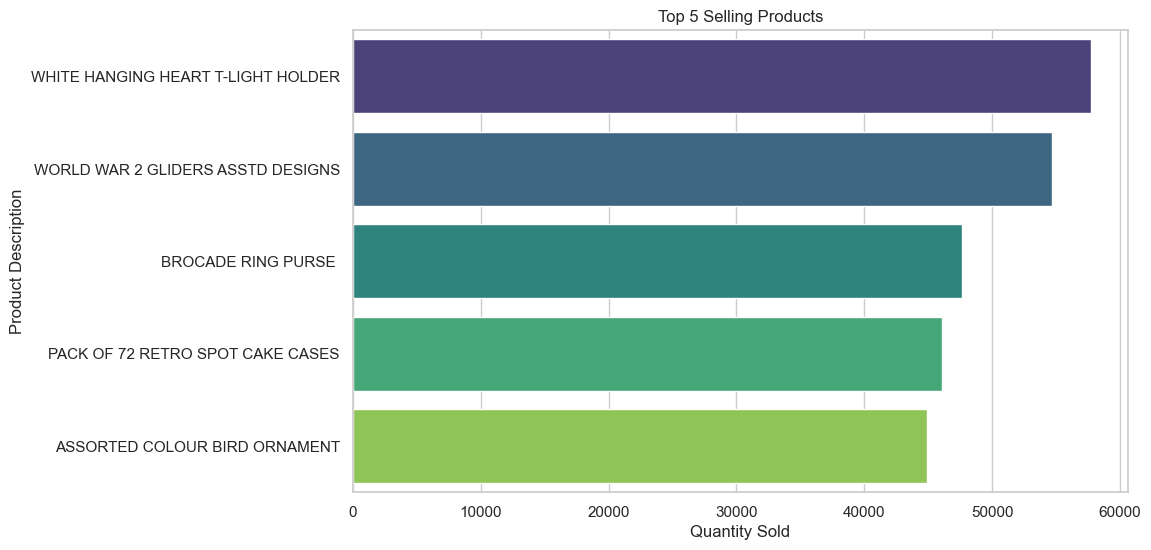 Top 5 Selling Products
Product Description
WHITE HANGING HEART T-LIGHT HOLDER
WORLD WAR 2 GLIDERS ASSTD DESIGNS
BROCADE RING PURSE
PACK OF 72 RETRO SPOT CAKE CASES
ASSORTED COLOUR BIRD ORNAMENT
0 10000 20000 30000 40000 50000 60000
Quantity Sold